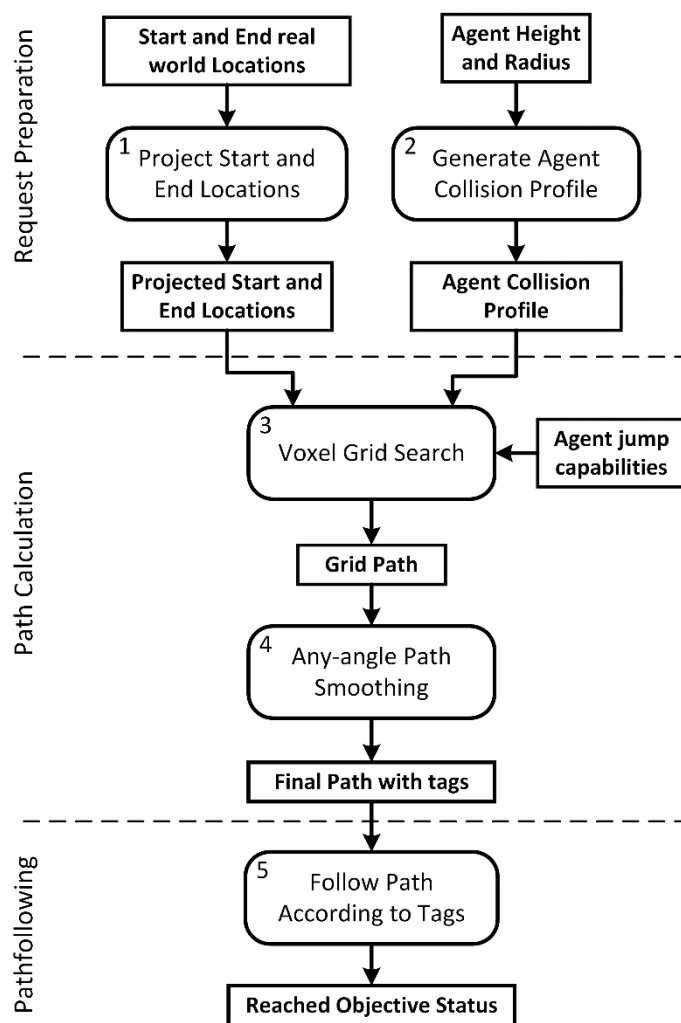 Request Preparation
Start and End real
world Locations
Agent Height
and Radius
1
Project Start and
End Locations
2
Generate Agent
Collision Profile
Projected Start and
End Locations
Agent Collision
Profile
Path Calculation
3
Voxel Grid Search
Agent jump
capabilities
Grid Path
4
Any-angle Path
Smoothing
Final Path with tags
Pathfollowing
5
Follow Path
According to Tags
Reached Objective Status